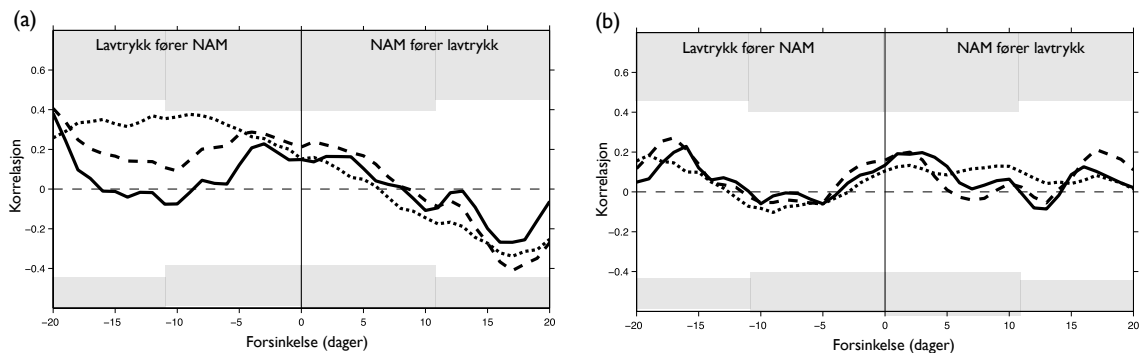 (a)
Lavtrykk fører NAM NAM fører lavtrykk
Korrelasjon
0.6
0.4
0.2
0
−0.2
−0.4
−20 −15 −10 −5 0 5 10 15 20
Forsinkelse (dager)
(b)
Lavtrykk fører NAM NAM fører lavtrykk
Korrelasjon
0.6
0.4
0.2
0
−0.2
−0.4
−20 −15 −10 −5 0 5 10 15 20
Forsinkelse (dager)